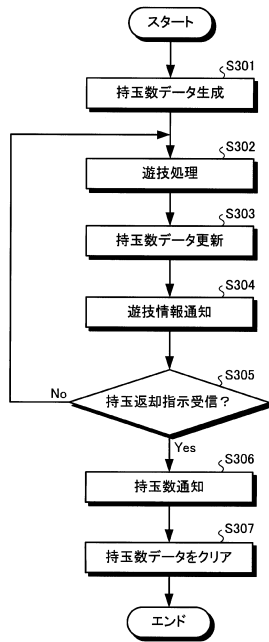 スタート
S301
持玉数データ生成
S302
遊技処理
S303
持玉数データ更新
S304
遊技情報通知
S305
持玉返却指示受信?
No
Yes
S306
持玉数通知
S307
持玉数データをクリア
エンド